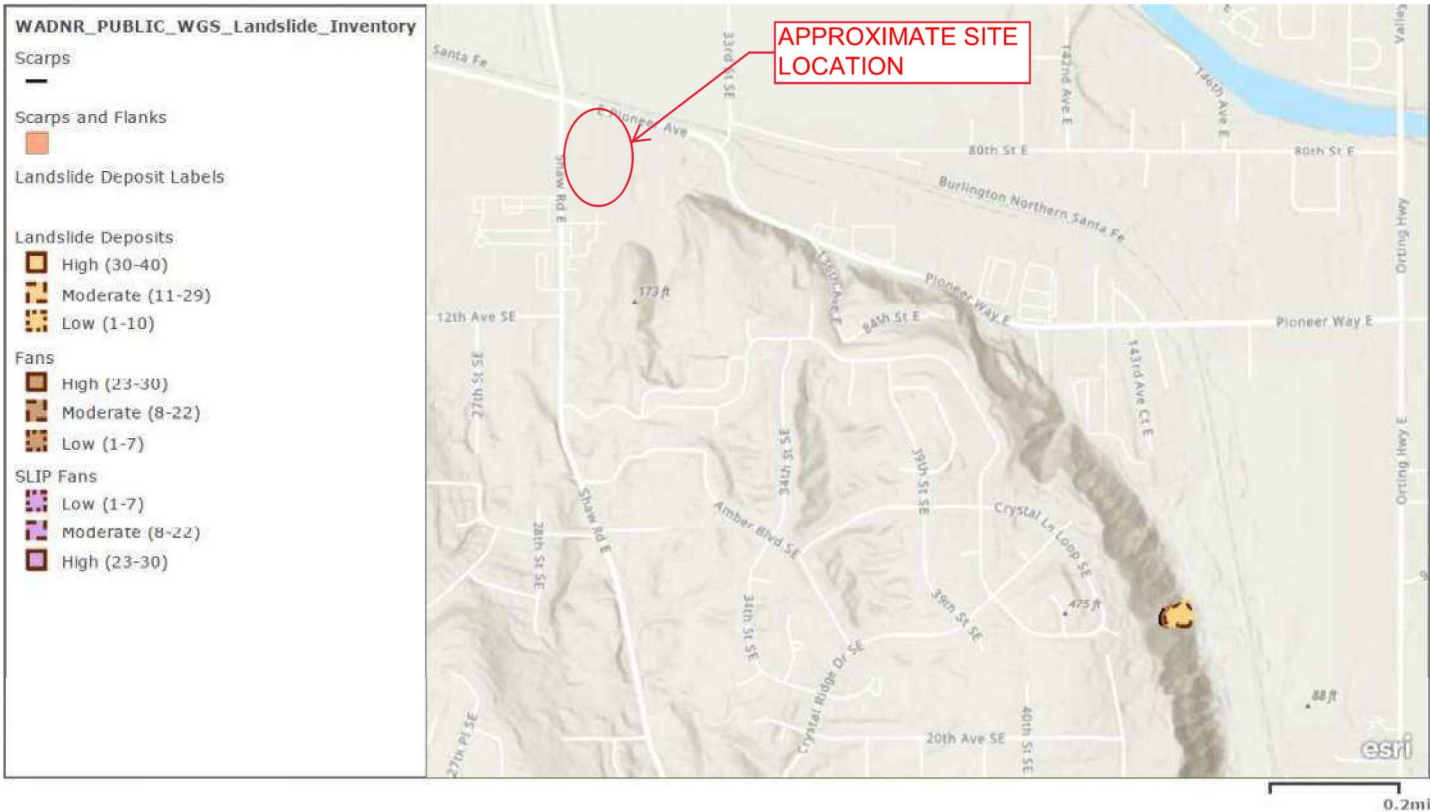 WADNR_PUBLIC_WGS_Landslide_Inventory
Scarps
Scarps and Flanks
Landslide Deposit Labels
Landslide Deposits
High (30-40)
Moderate (11-29)
Low (1-10)
Fans
High (23-30)
Moderate (8-22)
Low (1-7)
SLIP Fans
Low (1-7)
Moderate (8-22)
High (23-30)
APPROXIMATE SITE
LOCATION
Santa Fe
33rd St SE
142nd Ave E
146th Ave E
Valley
E Pioneer Ave
80th St E
80th St E
Shaw Rd E
Burlington Northern Santa Fe
Orting Hwy
136th Ave E
173 ft
Pioneer Way E
12th Ave SE
84th St E
Pioneer Way E
27th St SE
143rd Ave Ct E
34th St SE
39th St SE
Orting Hwy E
Shaw Rd E
Amber Blvd SE
Crystal Ln Loop SE
28th St SE
34th St SE
39th St SE
475 ft
9
Crystal Ridge Dr SE
88 ft
27th Pl SE
20th Ave SE
40th St SE
esri
0.2mi